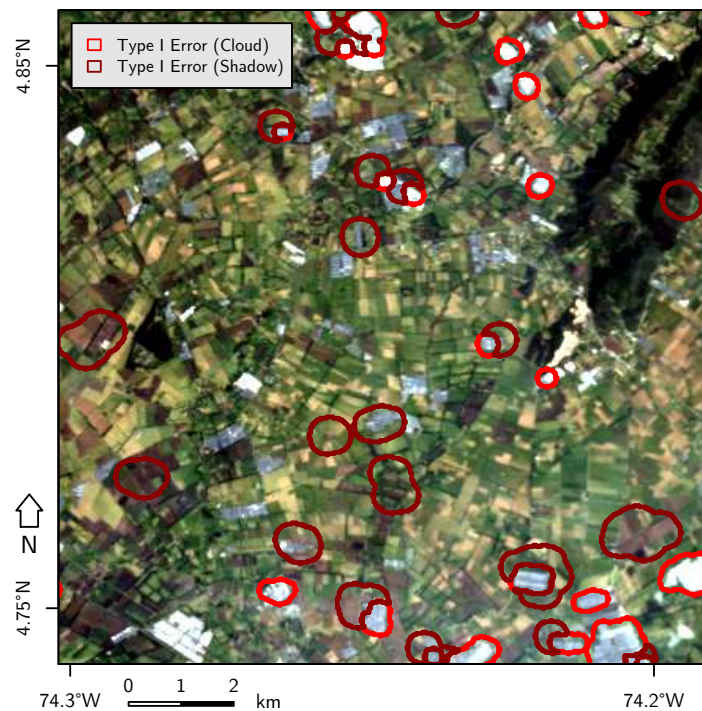 Type I Error (Cloud)
Type I Error (Shadow)
4.85°N
4.75°N
N
74.3°W
0 1 2
km
74.2°W